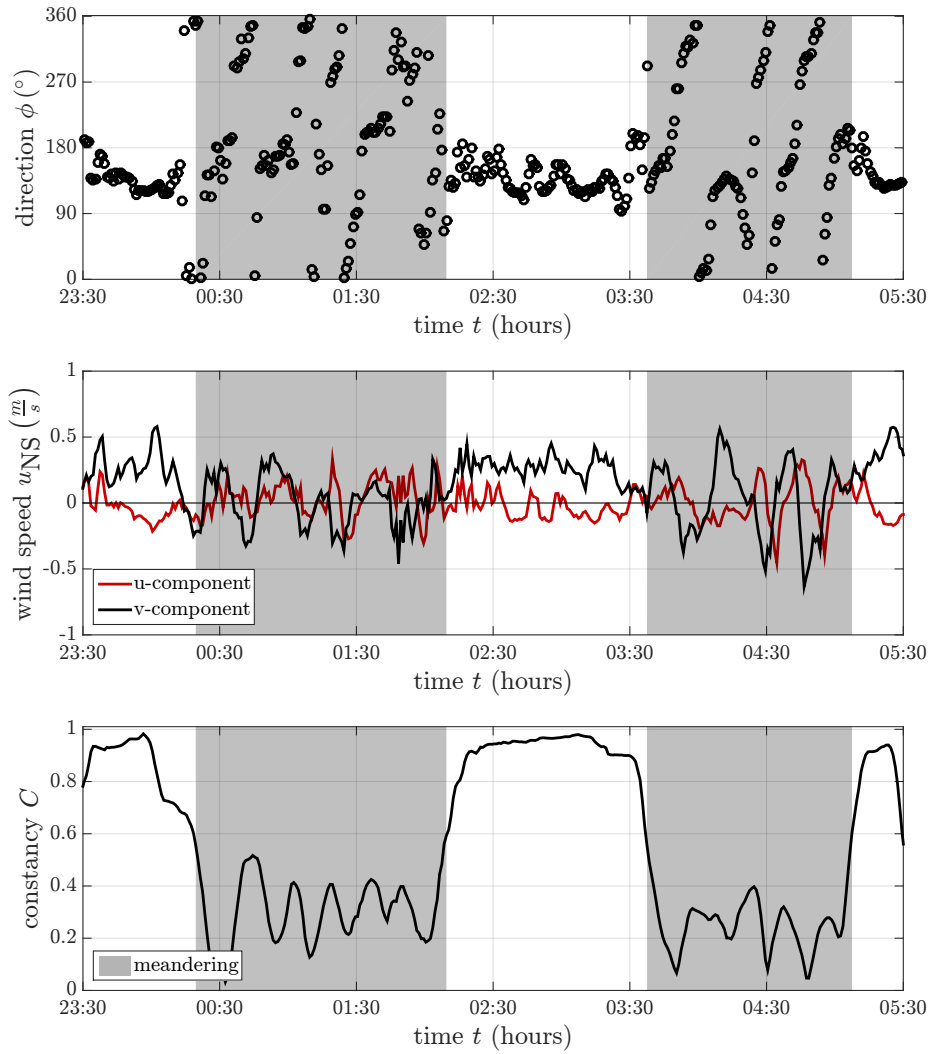 360
270
180
90
0
direction ϕ (°)
23:30 00:30 01:30 02:30 03:30 04:30 05:30
time t (hours)
1
0.5
0
-0.5
-1
wind speed u_NS (m/s)
u-component
v-component
23:30 00:30 01:30 02:30 03:30 04:30 05:30
time t (hours)
1
0.8
0.6
0.4
0.2
0
constancy C
meandering
23:30 00:30 01:30 02:30 03:30 04:30 05:30
time t (hours)